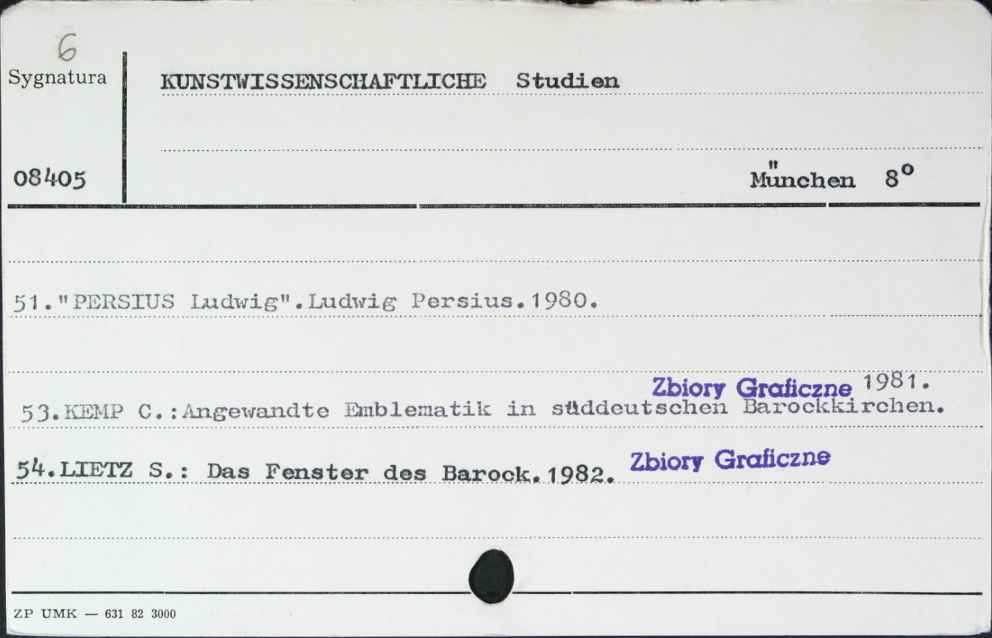 6
Sygnatura
KUNSTWISSENSCHAFTLICHE Studien
08405
München 8º
51."PERSIUS Ludwig".Ludwig Persius.1980.
Zbiory Graficzne 1981.
53.KEMP C.:Angewandte Emblematik in süddeutschen Barockkirchen.
54.LIETZ S.: Das Fenster des Barock.1982. Zbiory Graficzne
ZP UMK — 631 82 3000